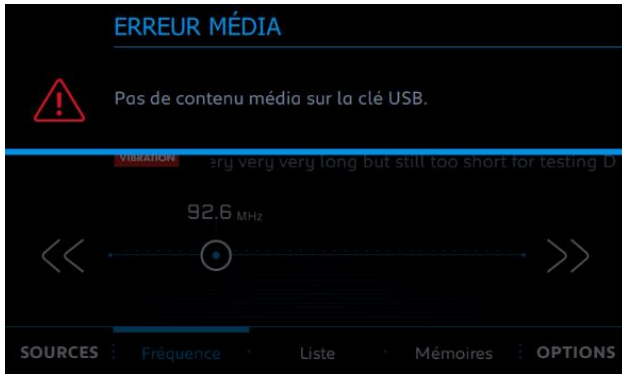 ERREUR MÉDIA
Pas de contenu média sur la clé USB.
VIBRATION ery very very long but still too short for testing D
92.6 MHz
SOURCES Fréquence Liste Mémoires OPTIONS